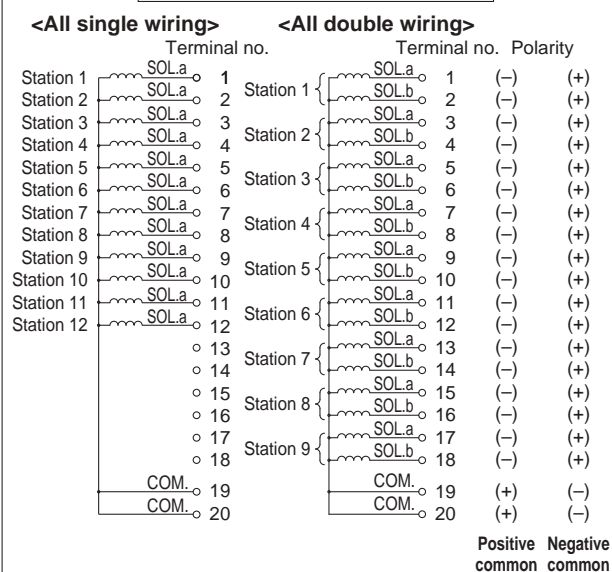 <All single wiring> <All double wiring>
Terminal no. Terminal no. Polarity
Station 1 SOL.a 1 Station 1 SOL.a 1 (–) (+)
Station 2 SOL.a 2 SOL.b 2 (–) (+)
Station 3 SOL.a 3 Station 2 SOL.a 3 (–) (+)
Station 4 SOL.a 4 SOL.b 4 (–) (+)
Station 5 SOL.a 5 Station 3 SOL.a 5 (–) (+)
Station 6 SOL.a 6 SOL.b 6 (–) (+)
Station 7 SOL.a 7 Station 4 SOL.a 7 (–) (+)
Station 8 SOL.a 8 SOL.b 8 (–) (+)
Station 9 SOL.a 9 Station 5 SOL.a 9 (–) (+)
Station 10 SOL.a 10 SOL.b 10 (–) (+)
Station 11 SOL.a 11 Station 6 SOL.a 11 (–) (+)
Station 12 SOL.a 12 SOL.b 12 (–) (+)
13 Station 7 SOL.a 13 (–) (+)
14 SOL.b 14 (–) (+)
15 Station 8 SOL.a 15 (–) (+)
16 SOL.b 16 (–) (+)
17 Station 9 SOL.a 17 (–) (+)
18 SOL.b 18 (–) (+)
COM. 19 COM. 19 (+) (–)
COM. 20 COM. 20 (+) (–)
Positive Negative
common common